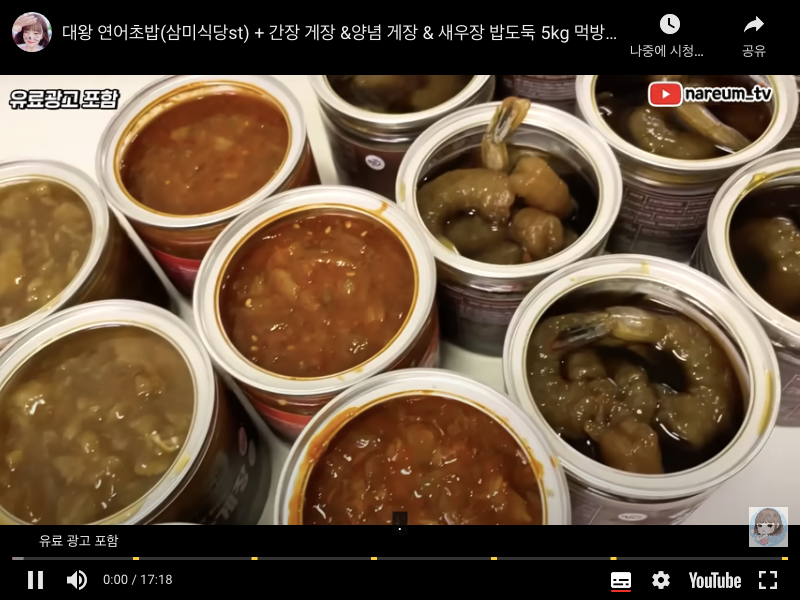 대왕 연어초밥(삼미식당st) + 간장 게장 &양념 게장 & 새우장 밥도둑 5kg 먹방...
나중에 시청...
공유
유료광고 포함
nareum_tv
유료 광고 포함
0:00 / 17:18
YouTube